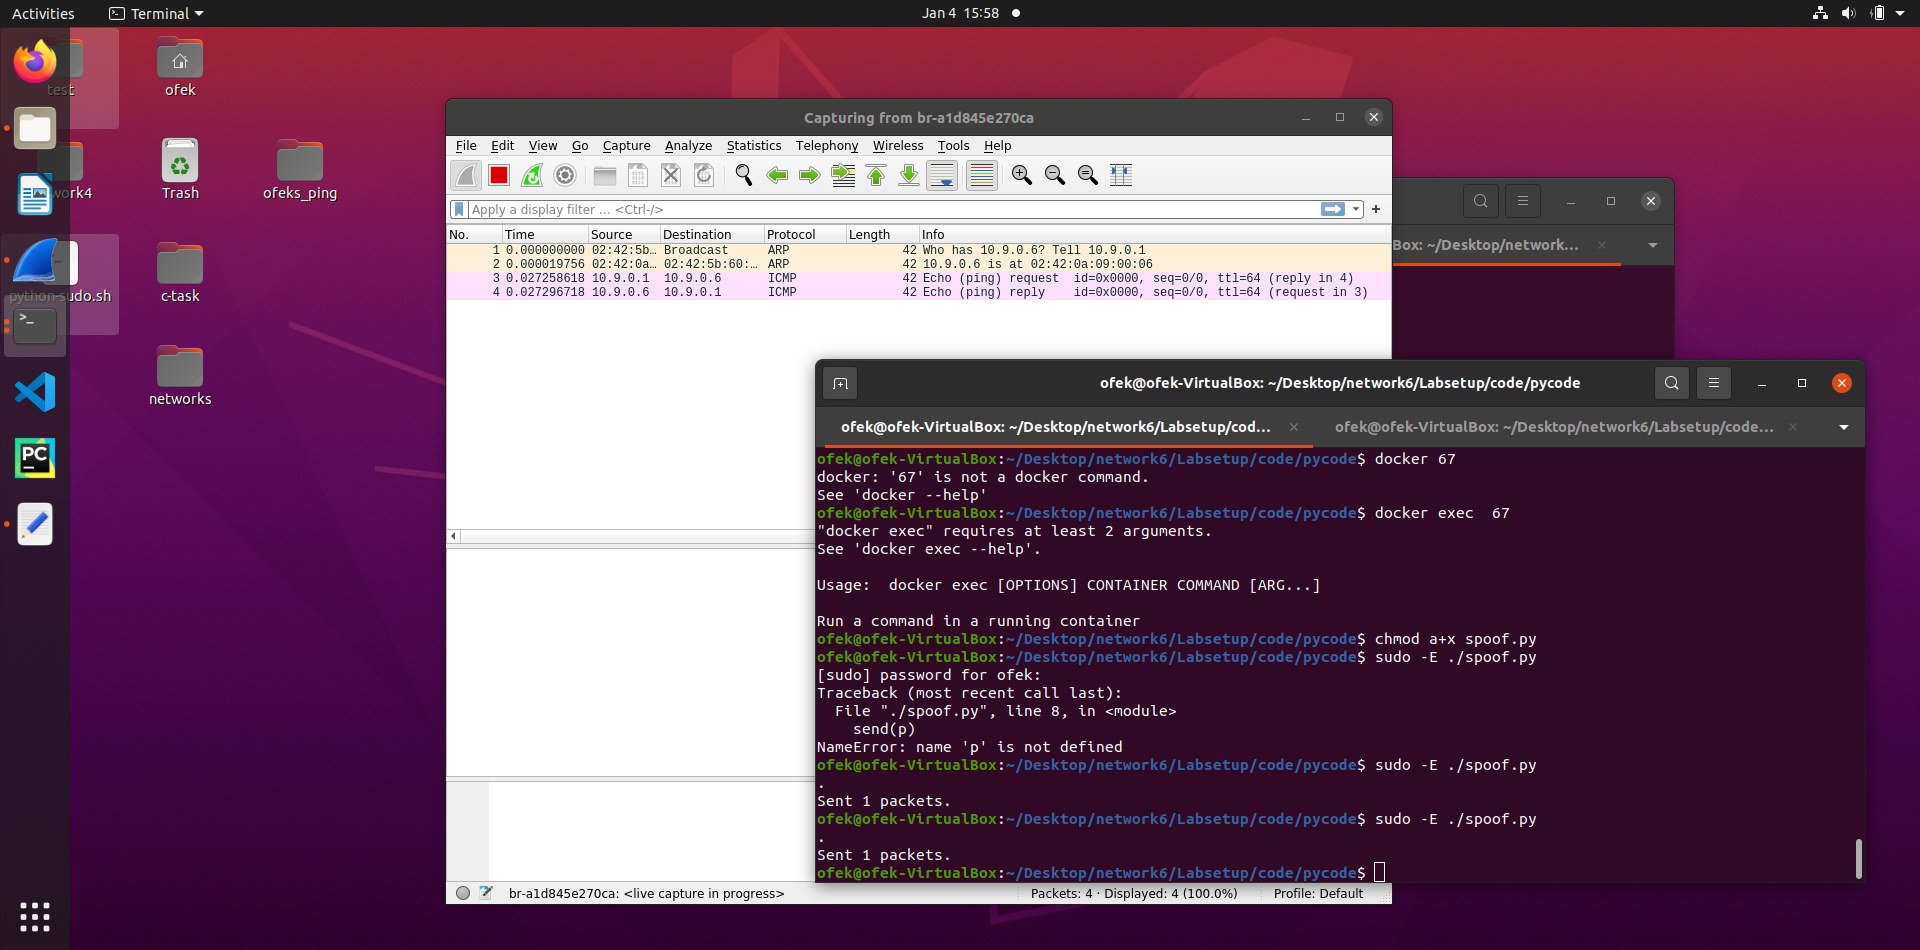 Activities
Terminal
Jan 4 15:58
test
ofek
work4
Trash
ofeks_ping
python-sudo.sh
c-task
networks
PC
>_
Capturing from br-a1d845e270ca
File Edit View Go Capture Analyze Statistics Telephony Wireless Tools Help
Apply a display filter … <Ctrl-/>
No. Time Source Destination Protocol Length Info
1 0.000000000 02:42:5b… Broadcast ARP 42 Who has 10.9.0.6? Tell 10.9.0.1
2 0.000019756 02:42:0a… 02:42:5b:60:… ARP 42 10.9.0.6 is at 02:42:0a:09:00:06
3 0.027258618 10.9.0.1 10.9.0.6 ICMP 42 Echo (ping) request id=0x0000, seq=0/0, ttl=64 (reply in 4)
4 0.027296718 10.9.0.6 10.9.0.1 ICMP 42 Echo (ping) reply id=0x0000, seq=0/0, ttl=64 (request in 3)
br-a1d845e270ca: <live capture in progress>
Packets: 4 · Displayed: 4 (100.0%)
Profile: Default
Box: ~/Desktop/network…
ofek@ofek-VirtualBox: ~/Desktop/network6/Labsetup/code/pycode
ofek@ofek-VirtualBox: ~/Desktop/network6/Labsetup/cod…
ofek@ofek-VirtualBox: ~/Desktop/network6/Labsetup/code…
ofek@ofek-VirtualBox:~/Desktop/network6/Labsetup/code/pycode$ docker 67
docker: '67' is not a docker command.
See 'docker --help'
ofek@ofek-VirtualBox:~/Desktop/network6/Labsetup/code/pycode$ docker exec  67
"docker exec" requires at least 2 arguments.
See 'docker exec --help'.
Usage:  docker exec [OPTIONS] CONTAINER COMMAND [ARG...]
Run a command in a running container
ofek@ofek-VirtualBox:~/Desktop/network6/Labsetup/code/pycode$ chmod a+x spoof.py
ofek@ofek-VirtualBox:~/Desktop/network6/Labsetup/code/pycode$ sudo -E ./spoof.py
[sudo] password for ofek:
Traceback (most recent call last):
  File "./spoof.py", line 8, in <module>
    send(p)
NameError: name 'p' is not defined
ofek@ofek-VirtualBox:~/Desktop/network6/Labsetup/code/pycode$ sudo -E ./spoof.py
.
Sent 1 packets.
ofek@ofek-VirtualBox:~/Desktop/network6/Labsetup/code/pycode$ sudo -E ./spoof.py
.
Sent 1 packets.
ofek@ofek-VirtualBox:~/Desktop/network6/Labsetup/code/pycode$